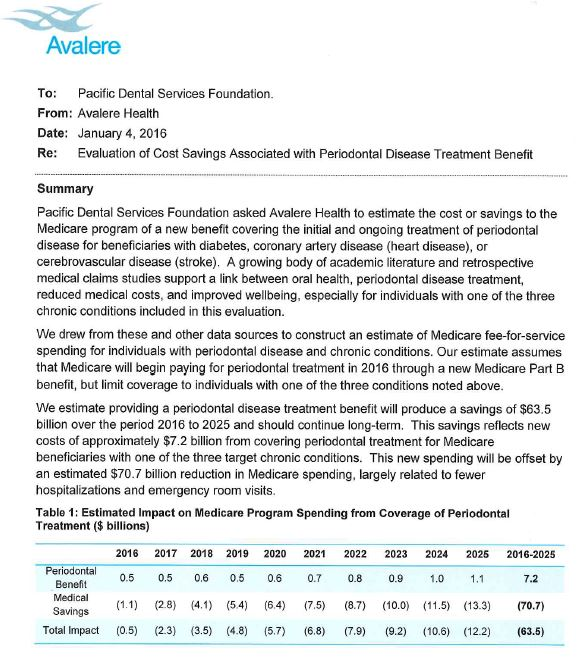 Avalere
To: Pacific Dental Services Foundation.
From: Avalere Health
Date: January 4, 2016
Re: Evaluation of Cost Savings Associated with Periodontal Disease Treatment Benefit
Summary
Pacific Dental Services Foundation asked Avalere Health to estimate the cost or savings to the
Medicare program of a new benefit covering the initial and ongoing treatment of periodontal
disease for beneficiaries with diabetes, coronary artery disease (heart disease), or
cerebrovascular disease (stroke). A growing body of academic literature and retrospective
medical claims studies support a link between oral health, periodontal disease treatment,
reduced medical costs, and improved wellbeing, especially for individuals with one of the three
chronic conditions included in this evaluation.
We drew from these and other data sources to construct an estimate of Medicare fee-for-service
spending for individuals with periodontal disease and chronic conditions. Our estimate assumes
that Medicare will begin paying for periodontal treatment in 2016 through a new Medicare Part B
benefit, but limit coverage to individuals with one of the three conditions noted above.
We estimate providing a periodontal disease treatment benefit will produce a savings of $63.5
billion over the period 2016 to 2025 and should continue long-term. This savings reflects new
costs of approximately $7.2 billion from covering periodontal treatment for Medicare
beneficiaries with one of the three target chronic conditions. This new spending will be offset by
an estimated $70.7 billion reduction in Medicare spending, largely related to fewer
hospitalizations and emergency room visits.
Table 1: Estimated Impact on Medicare Program Spending from Coverage of Periodontal
Treatment ($ billions)
2016 2017 2018 2019 2020 2021 2022 2023 2024 2025 2016-2025
Periodontal
Benefit 0.5 0.5 0.6 0.5 0.6 0.7 0.8 0.9 1.0 1.1 7.2
Medical
Savings (1.1) (2.8) (4.1) (5.4) (6.4) (7.5) (8.7) (10.0) (11.5) (13.3) (70.7)
Total Impact (0.5) (2.3) (3.5) (4.8) (5.7) (6.8) (7.9) (9.2) (10.6) (12.2) (63.5)